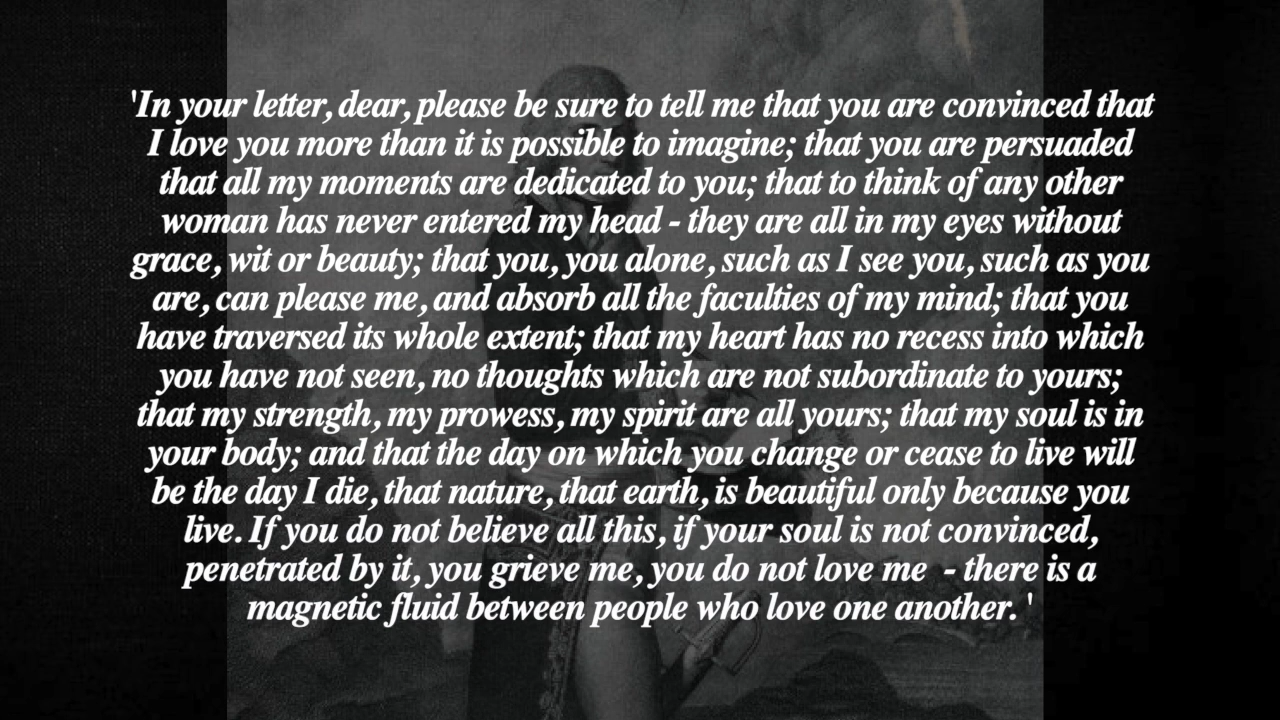 'In your letter, dear, please be sure to tell me that you are convinced that
I love you more than it is possible to imagine; that you are persuaded
that all my moments are dedicated to you; that to think of any other
woman has never entered my head - they are all in my eyes without
grace, wit or beauty; that you, you alone, such as I see you, such as you
are, can please me, and absorb all the faculties of my mind; that you
have traversed its whole extent; that my heart has no recess into which
you have not seen, no thoughts which are not subordinate to yours;
that my strength, my prowess, my spirit are all yours; that my soul is in
your body; and that the day on which you change or cease to live will
be the day I die, that nature, that earth, is beautiful only because you
live. If you do not believe all this, if your soul is not convinced,
penetrated by it, you grieve me, you do not love me  - there is a
magnetic fluid between people who love one another. '